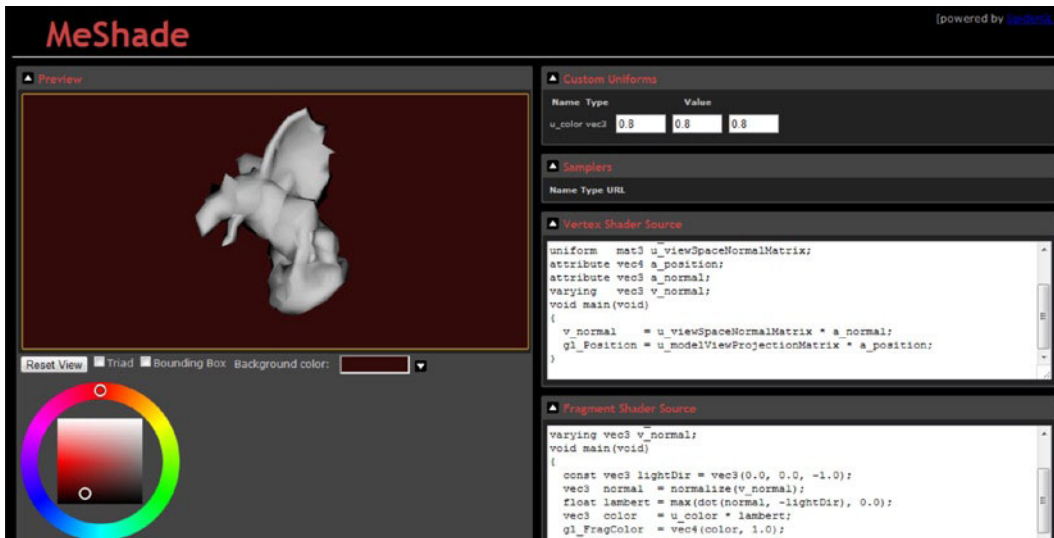 MeShade
[powered by
Preview
Reset View Triad Bounding Box Background color:
Custom Uniforms
Name Type Value
u_color vec3 0.8 0.8 0.8
Samplers
Name Type URL
Vertex Shader Source
uniform mat3 u_viewSpaceNormalMatrix;
attribute vec4 a_position;
attribute vec3 a_normal;
varying vec3 v_normal;
void main(void)
{
v_normal = u_viewSpaceNormalMatrix * a_normal;
gl_Position = u_modelViewProjectionMatrix * a_position;
}
Fragment Shader Source
varying vec3 v_normal;
void main(void)
{
const vec3 lightDir = vec3(0.0, 0.0, -1.0);
vec3 normal = normalize(v_normal);
float lambert = max(dot(normal, -lightDir), 0.0);
vec3 color = u_color * lambert;
gl_FragColor = vec4(color, 1.0);